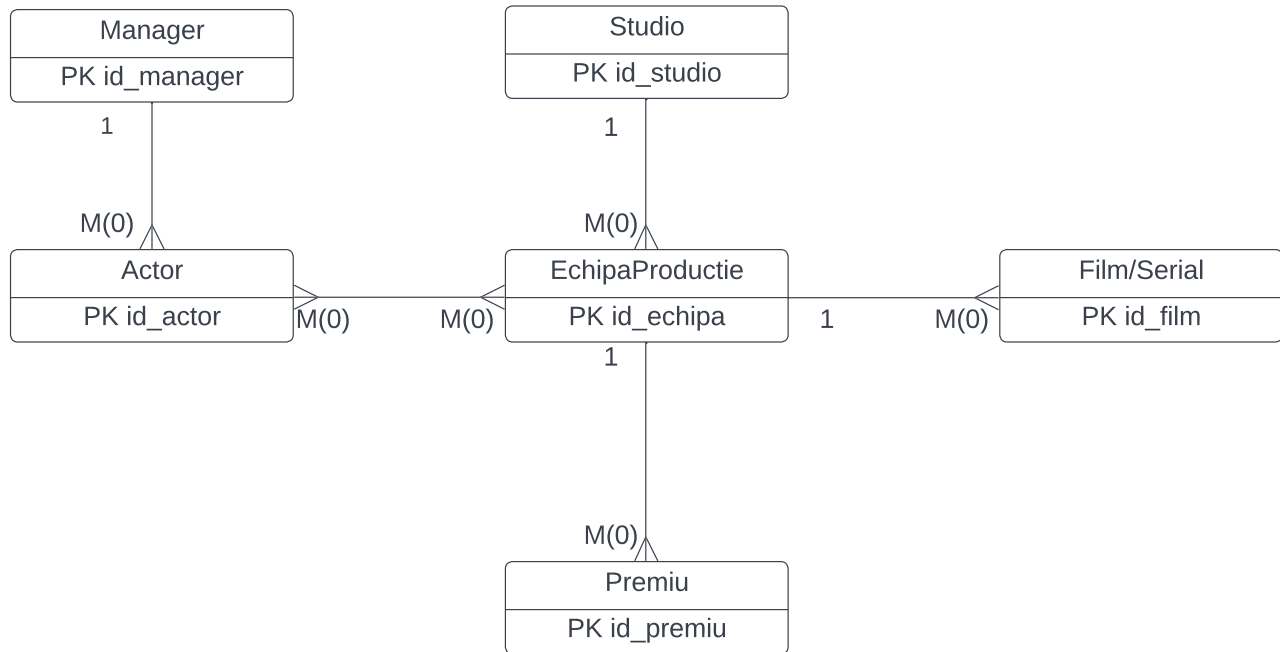 Manager
PK id_manager
Studio
PK id_studio
1
1
M(0)
M(0)
Actor
PK id_actor
EchipaProductie
PK id_echipa
Film/Serial
PK id_film
M(0)
M(0)
1
M(0)
1
M(0)
Premiu
PK id_premiu